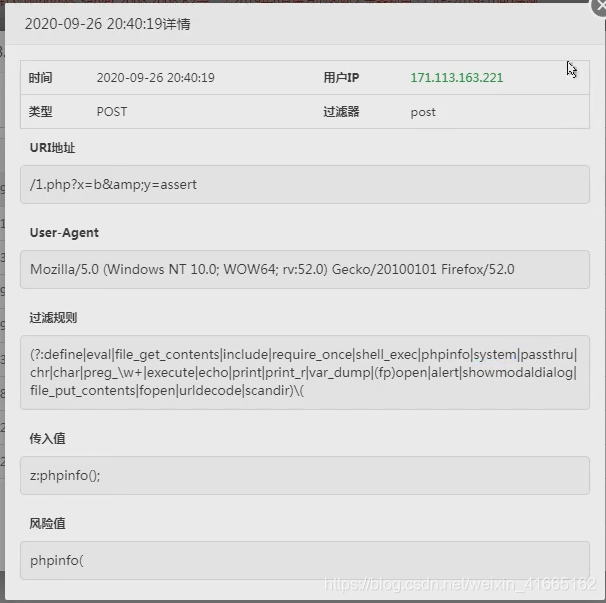 2020-09-26 20:40:19详情
时间 2020-09-26 20:40:19 用户IP 171.113.163.221
类型 POST 过滤器 post
URI地址
/1.php?x=b&amp;y=assert
User-Agent
Mozilla/5.0 (Windows NT 10.0; WOW64; rv:52.0) Gecko/20100101 Firefox/52.0
过滤规则
(?:define|eval|file_get_contents|include|require_once|shell_exec|phpinfo|system|passthru|
chr|char|preg_\w+|execute|echo|print|print_r|var_dump|(fp)open|alert|showmodaldialog|
file_put_contents|fopen|urldecode|scandir)\(
传入值
z:phpinfo();
风险值
phpinfo(
https://blog.csdn.net/weixin_41665162